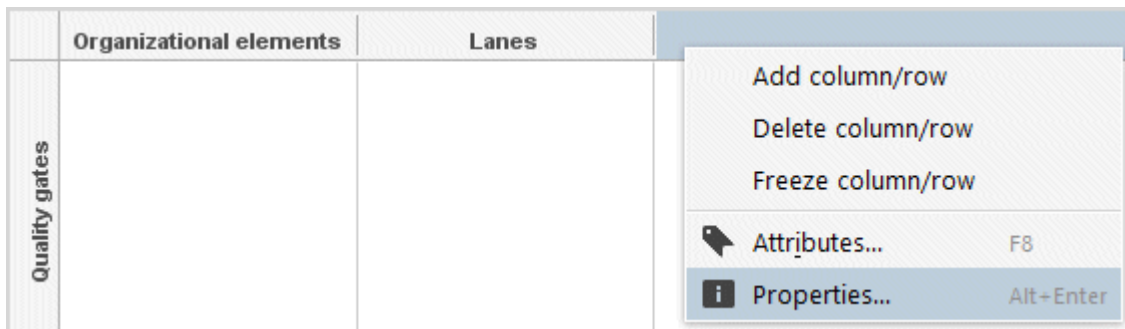 Organizational elements Lanes
Add column/row
Delete column/row
Freeze column/row
Quality gates
Attributes... F8
Properties... Alt+Enter